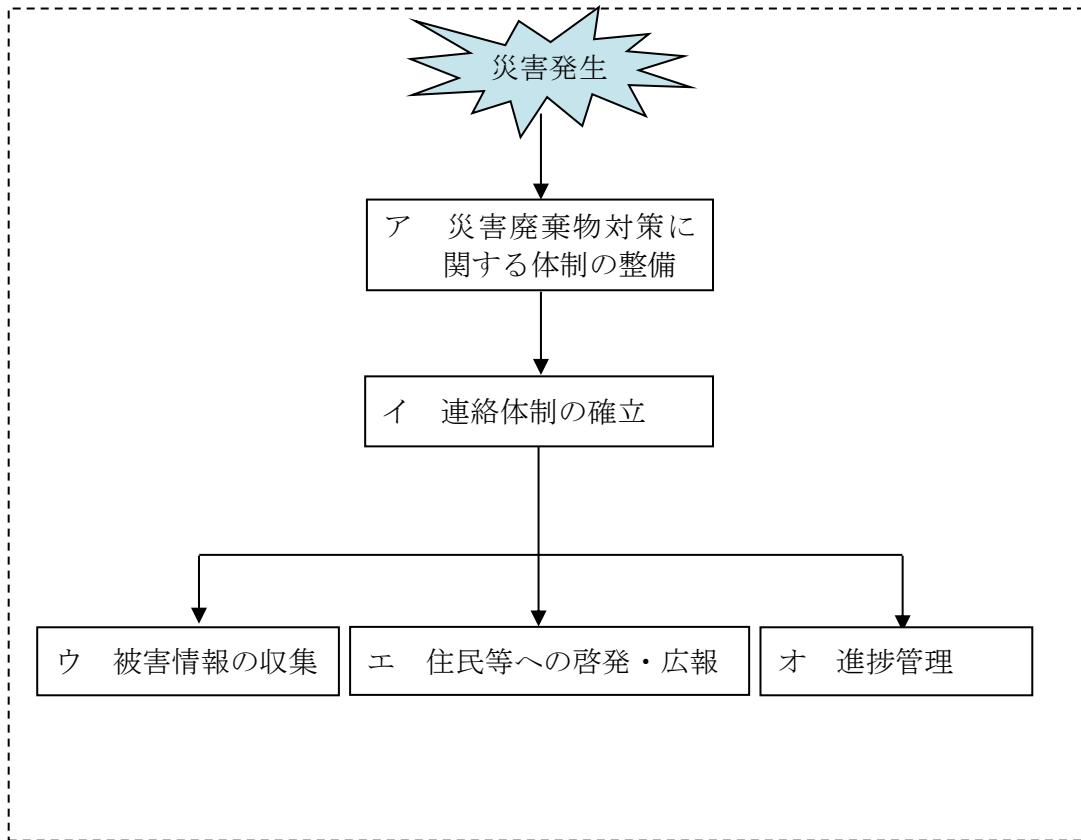 災害発生
ア　災害廃棄物対策に
関する体制の整備
イ　連絡体制の確立
ウ　被害情報の収集
エ　住民等への啓発・広報
オ　進捗管理